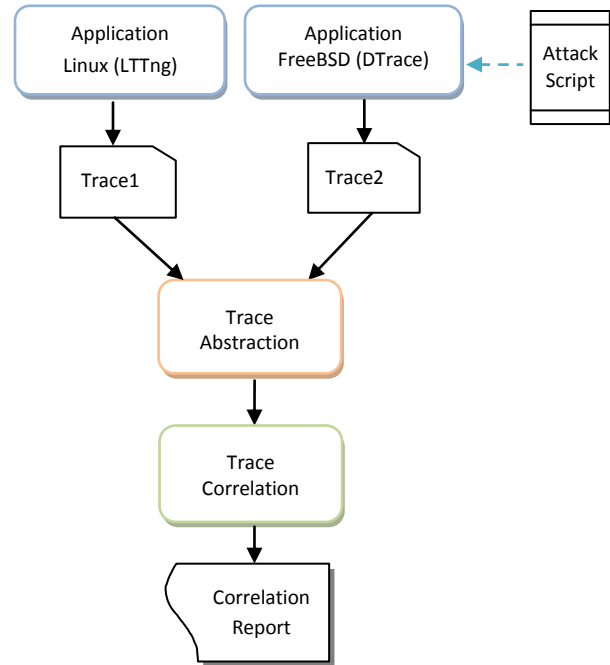 Application
Linux (LTTng)
Application
FreeBSD (DTrace)
Attack
Script
Trace1
Trace2
Trace
Abstraction
Trace
Correlation
Correlation
Report